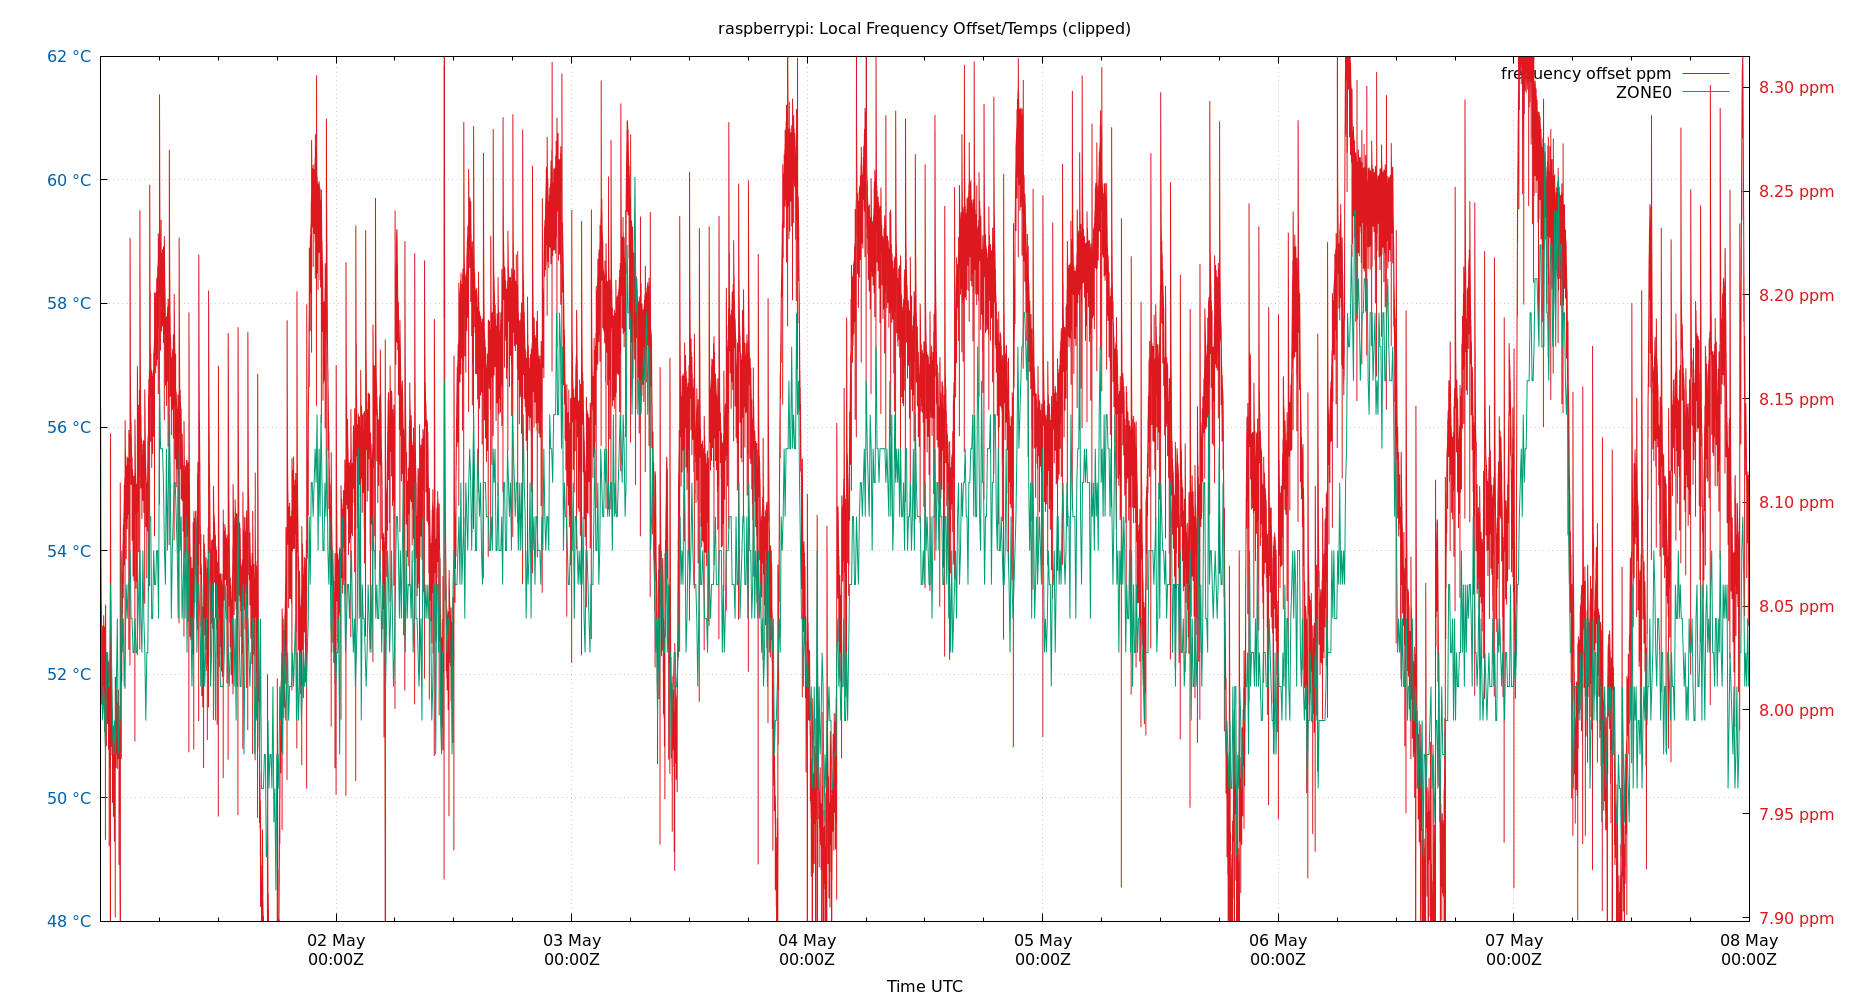 raspberrypi: Local Frequency Offset/Temps (clipped)
62 °C
60 °C
58 °C
56 °C
54 °C
52 °C
50 °C
48 °C
frequency offset ppm
ZONE0
8.30 ppm
8.25 ppm
8.20 ppm
8.15 ppm
8.10 ppm
8.05 ppm
8.00 ppm
7.95 ppm
7.90 ppm
02 May
00:00Z
03 May
00:00Z
04 May
00:00Z
05 May
00:00Z
06 May
00:00Z
07 May
00:00Z
08 May
00:00Z
Time UTC